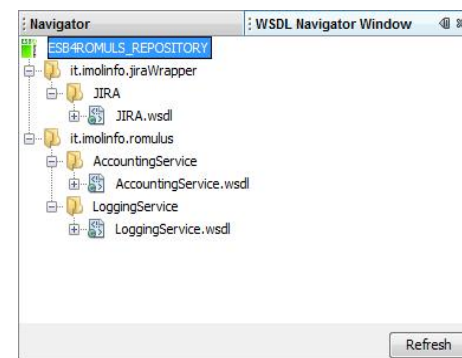 Navigator
WSDL Navigator Window
ESB4ROMULS_REPOSITORY
it.imolinfo.jiraWrapper
JIRA
JIRA.wsdl
it.imolinfo.romulus
AccountingService
AccountingService.wsdl
LoggingService
LoggingService.wsdl
Refresh